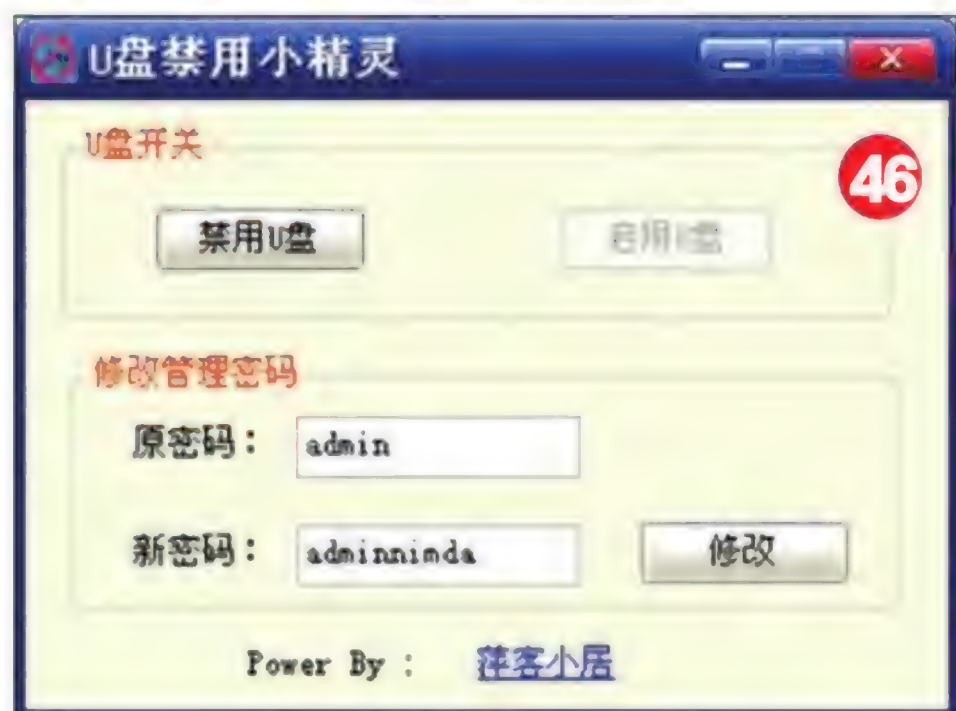 U盘禁用小精灵
U盘开关
46
禁用U盘
启用U盘
修改管理密码
原密码：
admin
新密码：
adminnimda
修改
Power By :
萍客小居